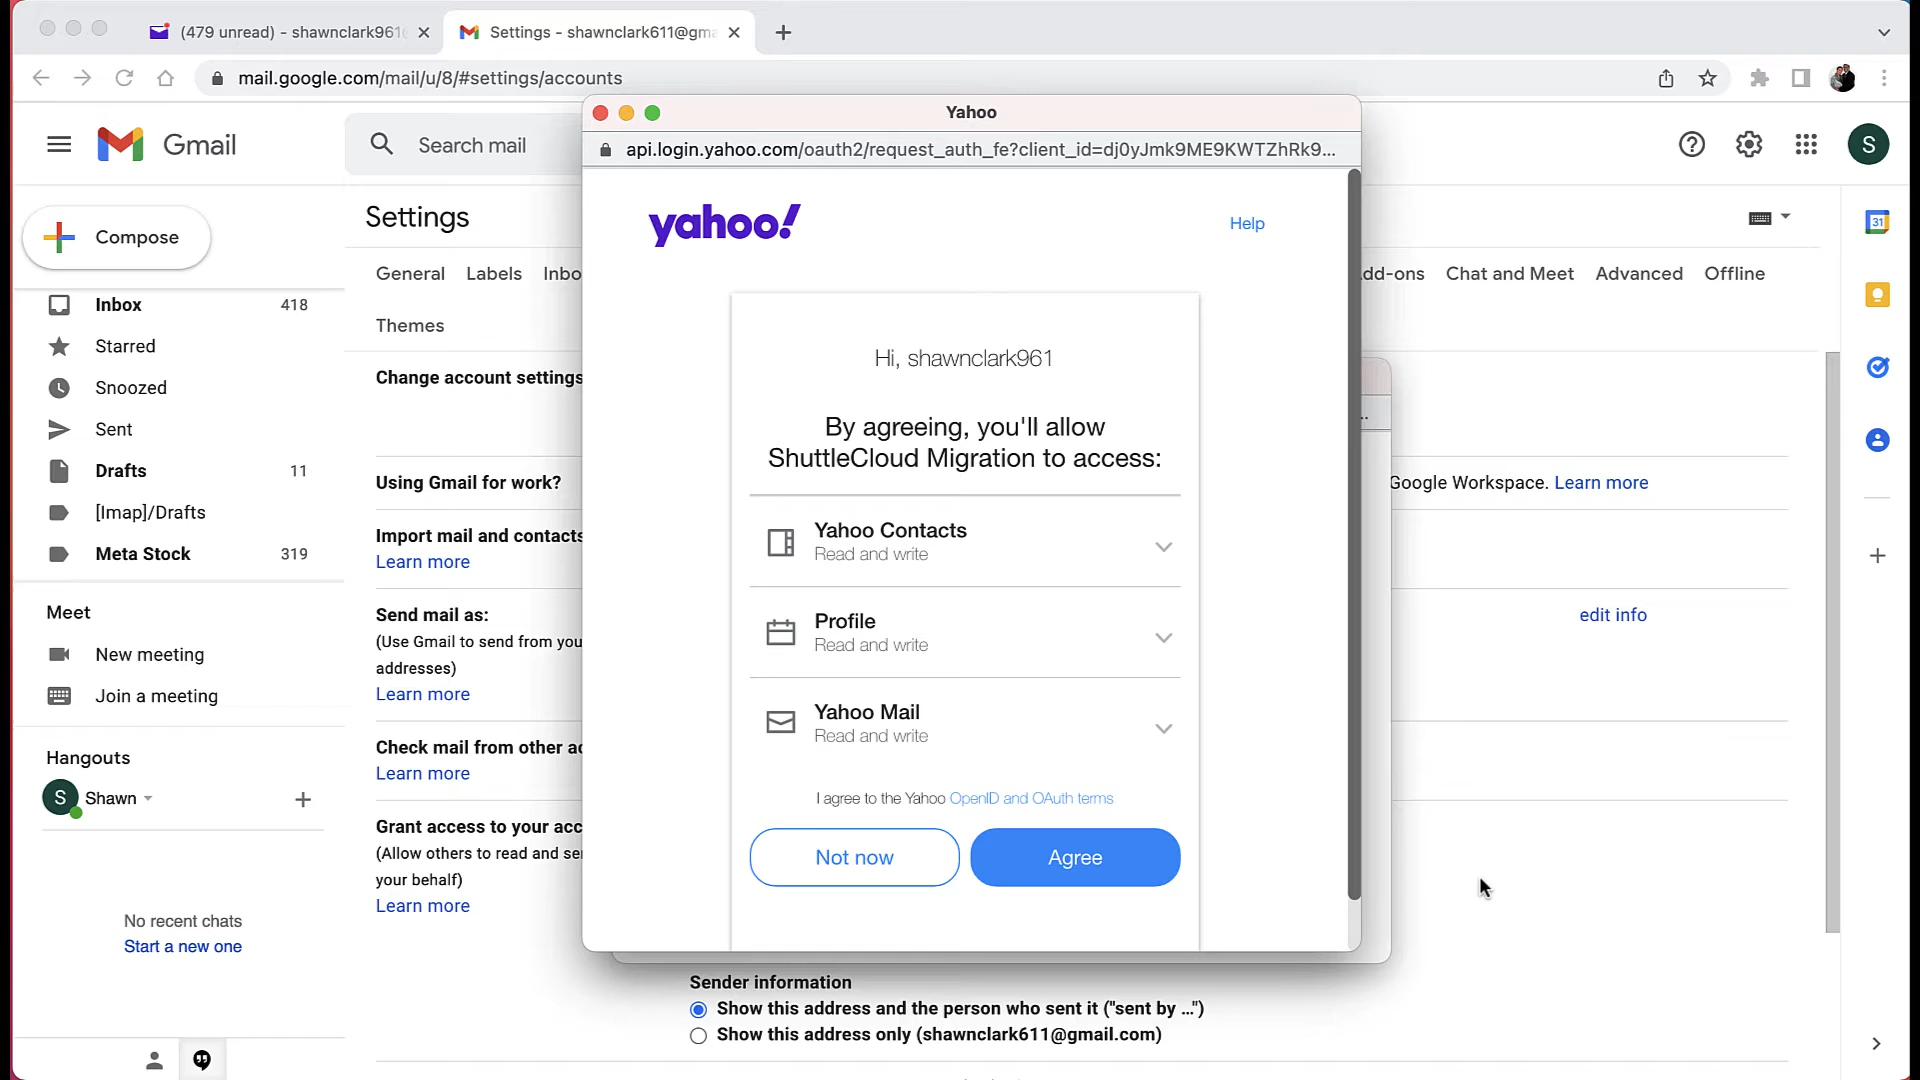 (479 unread) - shawnclark961
Settings - shawnclark611@gma
mail.google.com/mail/u/8/#settings/accounts
Gmail
Search mail
S
Compose
Inbox 418
Starred
Snoozed
Sent
Drafts 11
[Imap]/Drafts
Meta Stock 319
Meet
New meeting
Join a meeting
Hangouts
S Shawn
No recent chats
Start a new one
Settings
General Labels Inbo
dd-ons Chat and Meet Advanced Offline
Themes
Change account settings
Using Gmail for work?
Google Workspace. Learn more
Import mail and contacts
Learn more
Send mail as:
(Use Gmail to send from you
addresses)
Learn more
edit info
Check mail from other ac
Learn more
Grant access to your acc
(Allow others to read and se
your behalf)
Learn more
Yahoo
api.login.yahoo.com/oauth2/request_auth_fe?client_id=dj0yJmk9ME9KWTZhRk9...
yahoo!
Help
Hi, shawnclark961
By agreeing, you'll allow
ShuttleCloud Migration to access:
Yahoo Contacts
Read and write
Profile
Read and write
Yahoo Mail
Read and write
I agree to the Yahoo OpenID and OAuth terms
Not now
Agree
Sender information
Show this address and the person who sent it ("sent by ...")
Show this address only (shawnclark611@gmail.com)
31